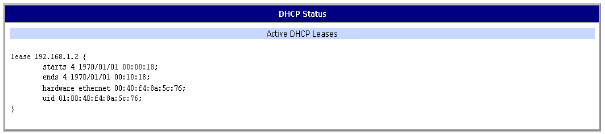 DHCP Status
Active DHCP Leases
lease 192.168.1.2 {
starts 4 1970/01/01 00:00:18;
ends 4 1970/01/01 00:10:18;
hardware ethernet 00:40:f4:8a:5c:76;
uid 01:00:40:f4:8a:5c:76;
}